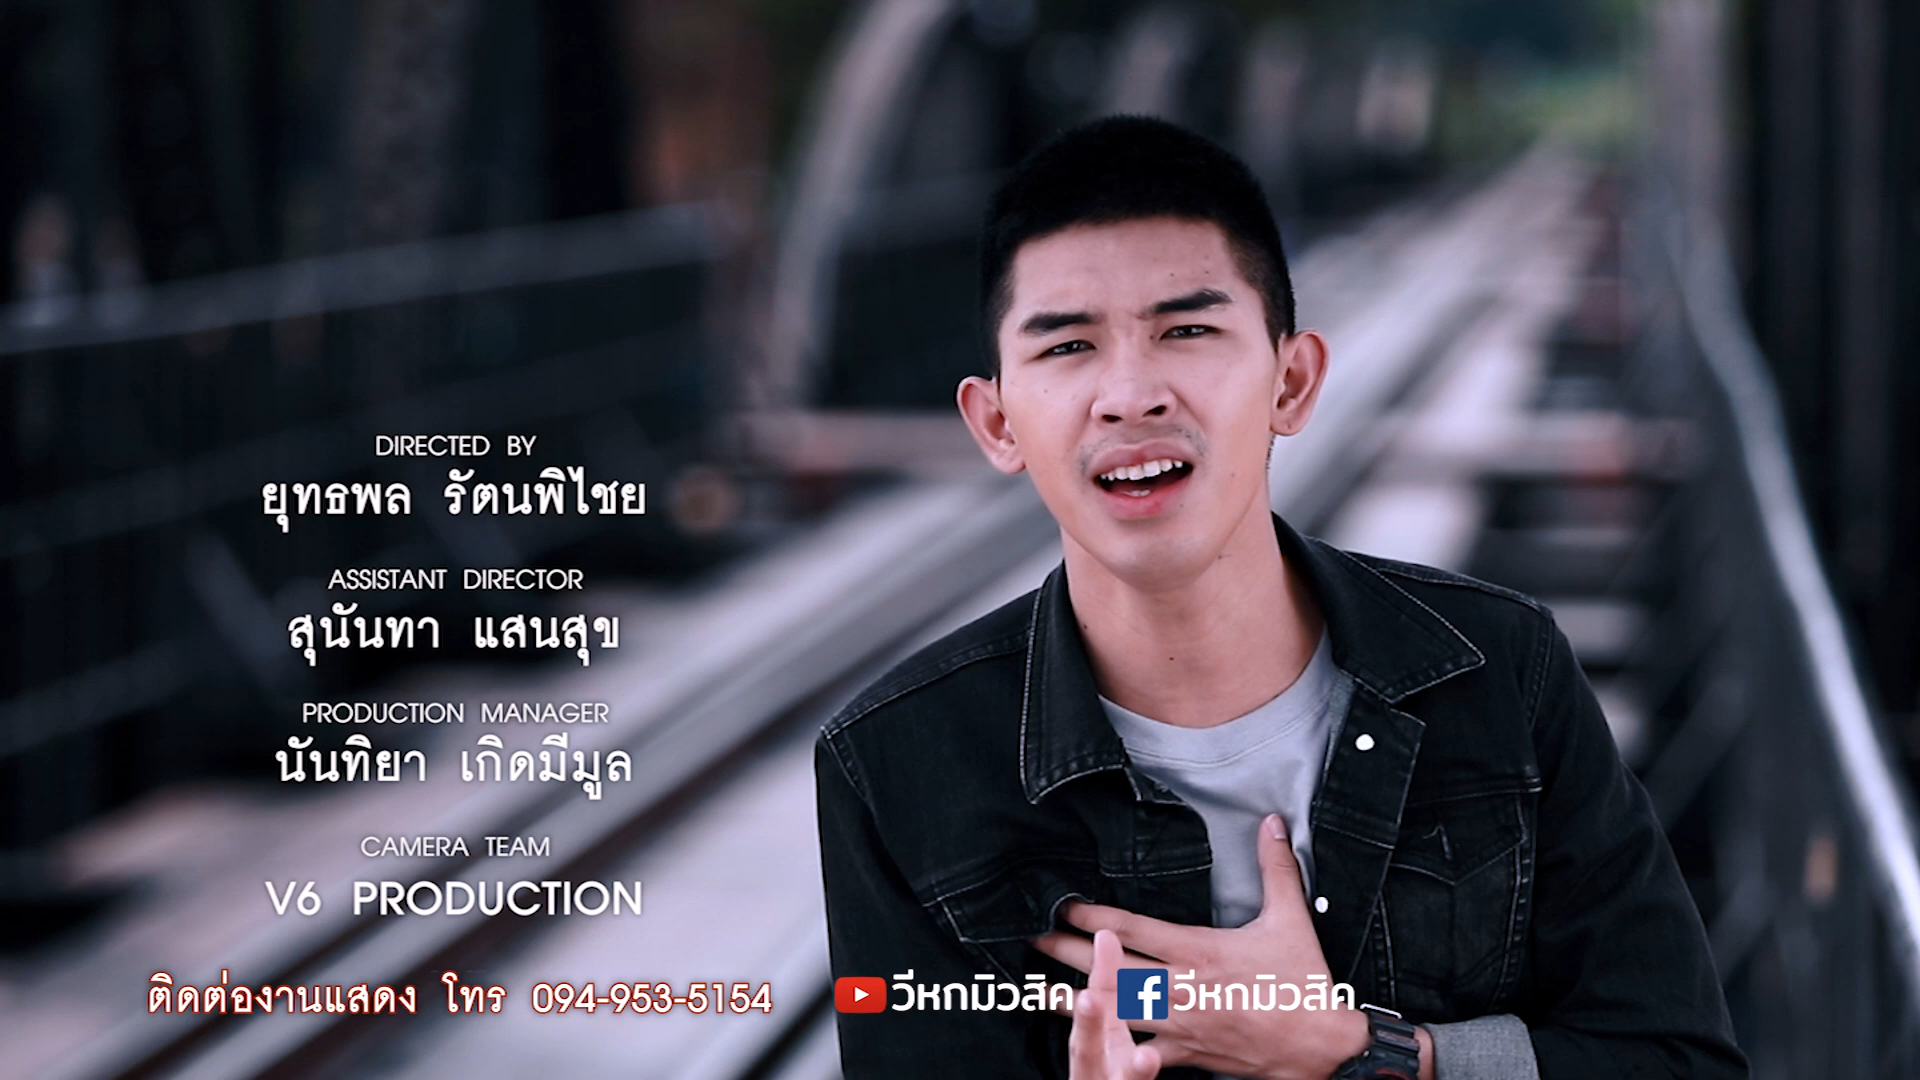 DIRECTED BY
ยุทธพล รัตนพิไชย
ASSISTANT DIRECTOR
สุนันทา แสนสุข
PRODUCTION MANAGER
นันทิยา เกิดมีมูล
CAMERA TEAM
V6 PRODUCTION
ติดต่องานแสดง โทร 094-953-5154
วีหกมิวสิค
วีหกมิวสิค